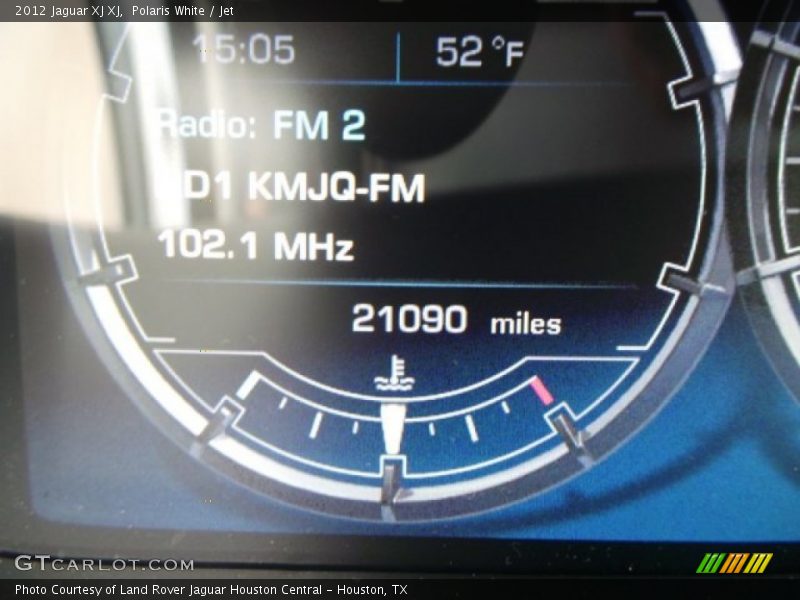 2012 Jaguar XJ XJ, Polaris White / Jet
15:05 52 °F
Radio: FM 2
HD1 KMJQ-FM
102.1 MHz
21090 miles
GTCARLOT.COM
Photo Courtesy of Land Rover Jaguar Houston Central - Houston, TX